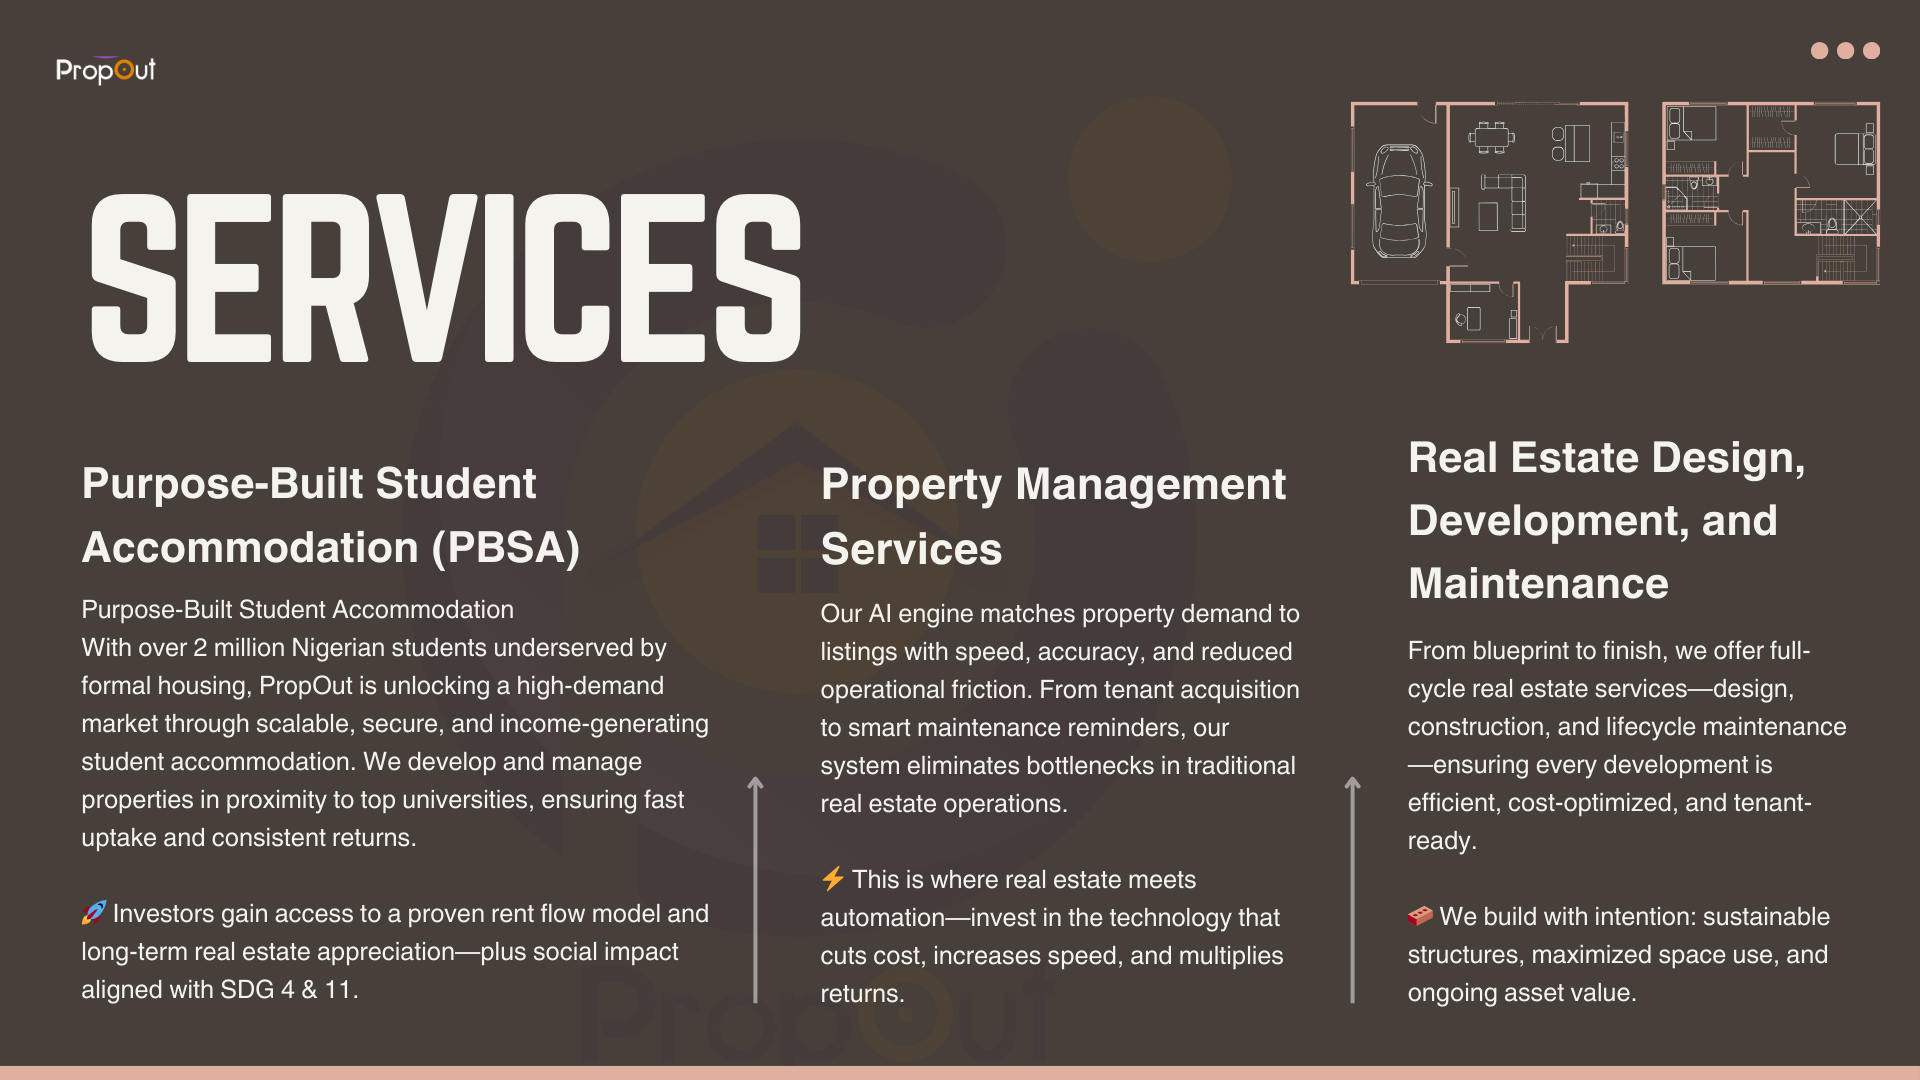 PropOut
SERVICES
Purpose-Built Student
Accommodation (PBSA)
Purpose-Built Student Accommodation
With over 2 million Nigerian students underserved by
formal housing, PropOut is unlocking a high-demand
market through scalable, secure, and income-generating
student accommodation. We develop and manage
properties in proximity to top universities, ensuring fast
uptake and consistent returns.
🚀 Investors gain access to a proven rent flow model and
long-term real estate appreciation—plus social impact
aligned with SDG 4 & 11.
Property Management
Services
Our AI engine matches property demand to
listings with speed, accuracy, and reduced
operational friction. From tenant acquisition
to smart maintenance reminders, our
system eliminates bottlenecks in traditional
real estate operations.
⚡ This is where real estate meets
automation—invest in the technology that
cuts cost, increases speed, and multiplies
returns.
Real Estate Design,
Development, and
Maintenance
From blueprint to finish, we offer full-
cycle real estate services—design,
construction, and lifecycle maintenance
—ensuring every development is
efficient, cost-optimized, and tenant-
ready.
🧱 We build with intention: sustainable
structures, maximized space use, and
ongoing asset value.
PropOut